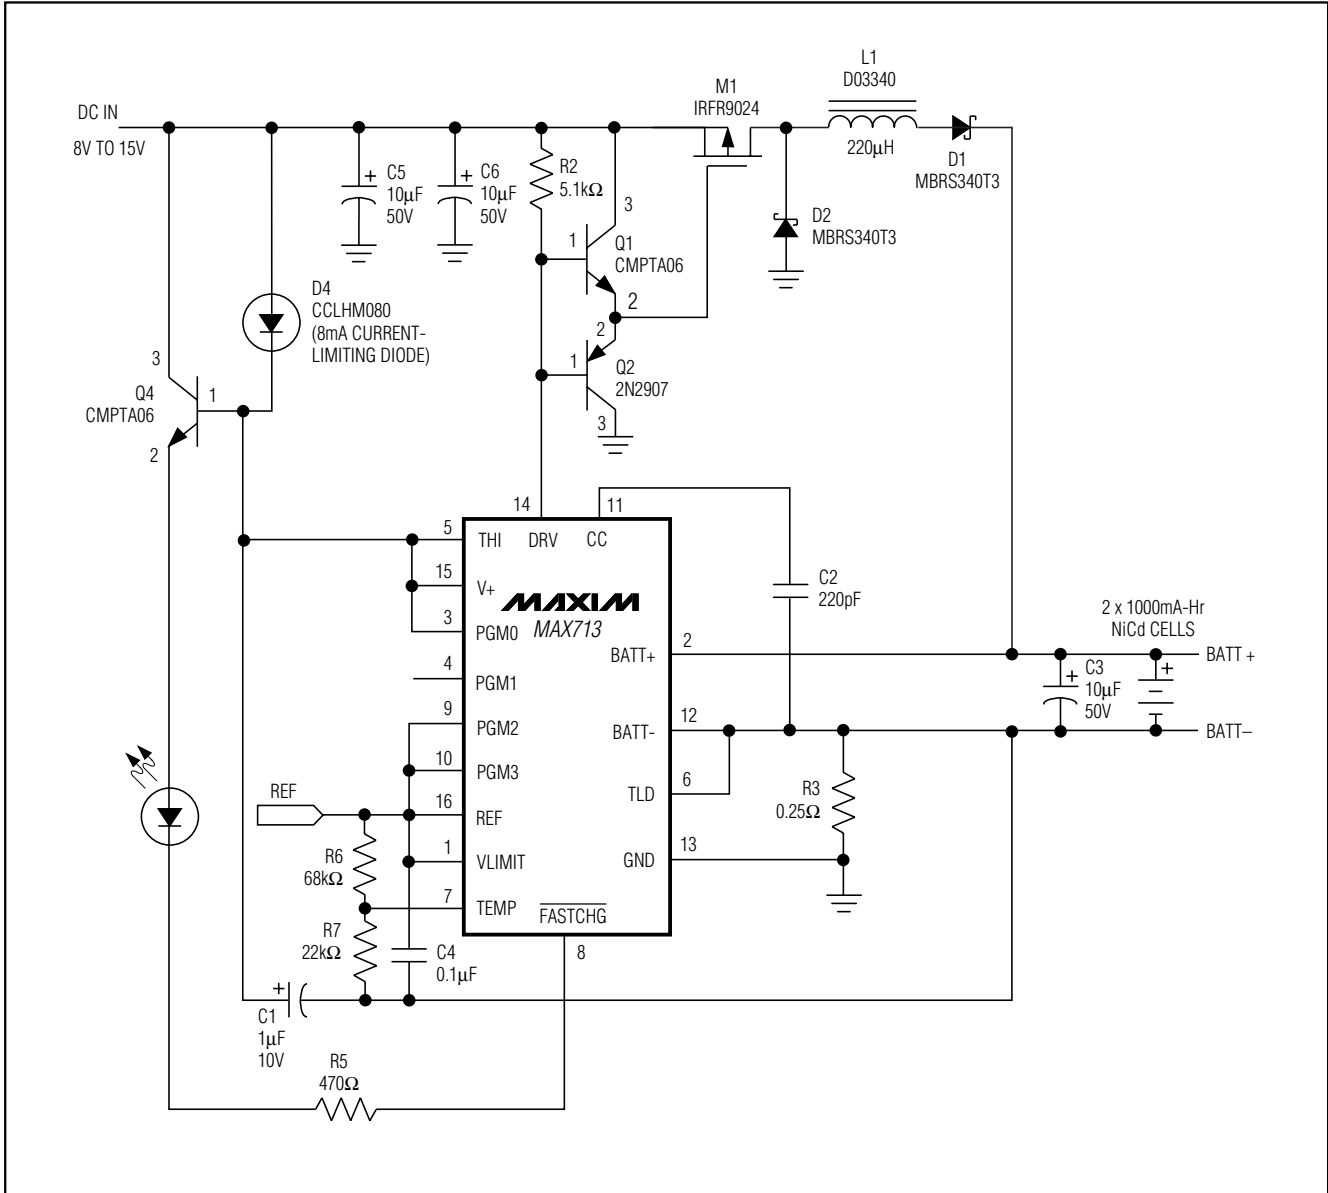 L1
D03340
220µH
M1
IRFR9024
D1
MBRS340T3
DC IN
8V TO 15V
C5
10µF
50V
C6
10µF
50V
R2
5.1kΩ
3
1
Q1
CMPTA06
2
D2
MBRS340T3
D4
CCLHM080
(8mA CURRENT-
LIMITING DIODE)
2
1
Q2
2N2907
3
3
Q4
CMPTA06
1
2
14
11
5
THI
DRV
CC
15
V+
MAXIM
MAX713
3
PGM0
4
PGM1
9
PGM2
10
PGM3
16
REF
1
VLIMIT
7
TEMP
FASTCHG
8
BATT+
2
BATT-
12
TLD
6
GND
13
C2
220pF
2 x 1000mA-Hr
NiCd CELLS
BATT +
C3
10µF
50V
BATT–
R3
0.25Ω
REF
R6
68kΩ
R7
22kΩ
C4
0.1µF
C1
1µF
10V
R5
470Ω